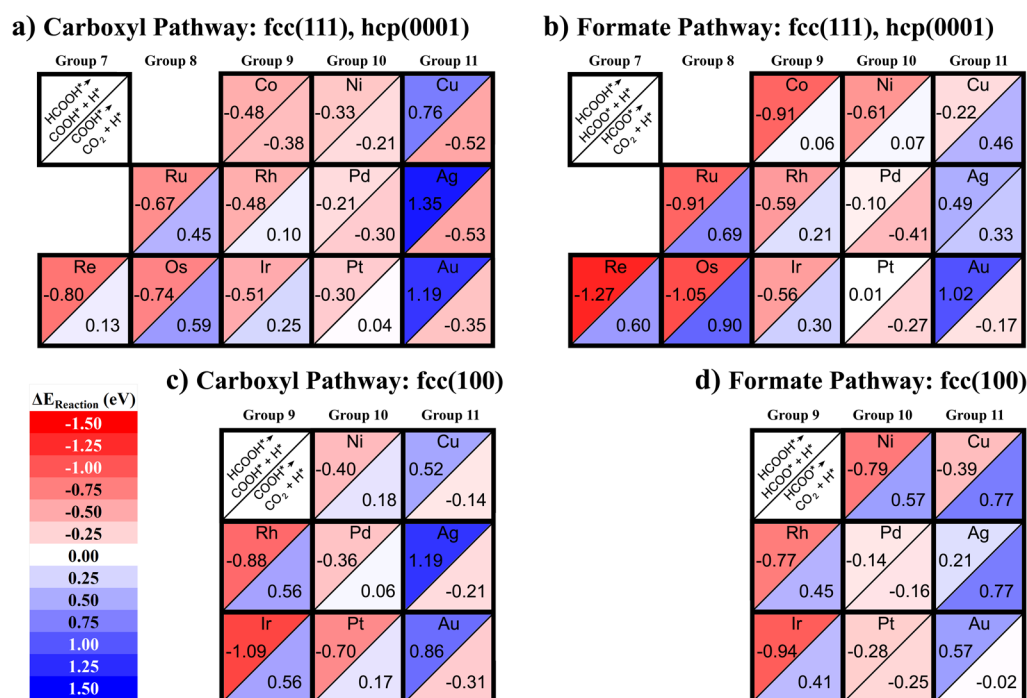 a) Carboxyl Pathway: fcc(111), hcp(0001)
Group 7 Group 8 Group 9 Group 10 Group 11
HCOOH*
COOH* + H*
COOH*
CO2 + H*
Co -0.48 -0.38
Ni -0.33 -0.21
Cu 0.76 -0.52
Ru -0.67 0.45
Rh -0.48 0.10
Pd -0.21 -0.30
Ag 1.35 -0.53
Re -0.80 0.13
Os -0.74 0.59
Ir -0.51 0.25
Pt -0.30 0.04
Au 1.19 -0.35
b) Formate Pathway: fcc(111), hcp(0001)
Group 7 Group 8 Group 9 Group 10 Group 11
HCOOH*
HCOO* + H*
HCOO*
CO2 + H*
Co -0.91 0.06
Ni -0.61 0.07
Cu -0.22 0.46
Ru -0.91 0.69
Rh -0.59 0.21
Pd -0.10 -0.41
Ag 0.49 0.33
Re -1.27 0.60
Os -1.05 0.90
Ir -0.56 0.30
Pt 0.01 -0.27
Au 1.02 -0.17
ΔEReaction (eV)
-1.50
-1.25
-1.00
-0.75
-0.50
-0.25
0.00
0.25
0.50
0.75
1.00
1.25
1.50
c) Carboxyl Pathway: fcc(100)
Group 9 Group 10 Group 11
HCOOH*
COOH* + H*
COOH*
CO2 + H*
Ni -0.40 0.18
Cu 0.52 -0.14
Rh -0.88 0.56
Pd -0.36 0.06
Ag 1.19 -0.21
Ir -1.09 0.56
Pt -0.70 0.17
Au 0.86 -0.31
d) Formate Pathway: fcc(100)
Group 9 Group 10 Group 11
HCOOH*
HCOO* + H*
HCOO*
CO2 + H*
Ni -0.79 0.57
Cu -0.39 0.77
Rh -0.77 0.45
Pd -0.14 -0.16
Ag 0.21 0.77
Ir -0.94 0.41
Pt -0.28 -0.25
Au 0.57 -0.02